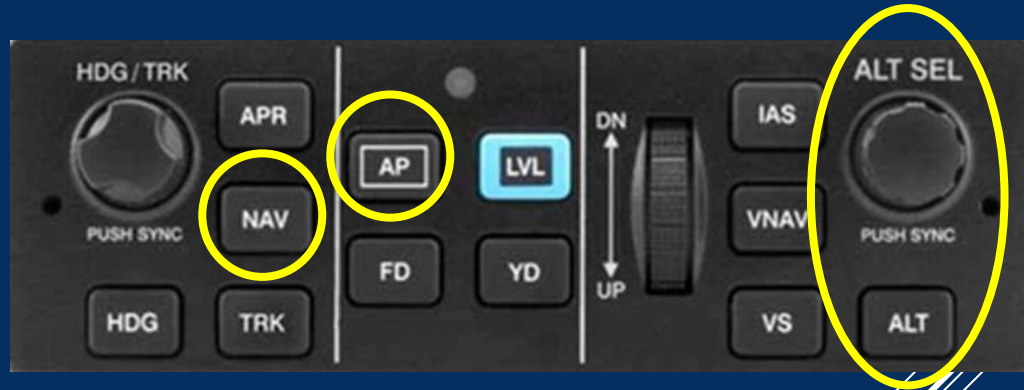 HDG / TRK
PUSH SYNC
APR
NAV
HDG
TRK
AP
LVL
FD
YD
DN
UP
IAS
VNAV
VS
ALT SEL
PUSH SYNC
ALT